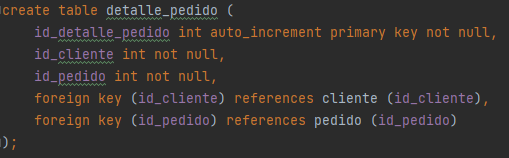 create table detalle_pedido (
id_detalle_pedido int auto_increment primary key not null,
id_cliente int not null,
id_pedido int not null,
foreign key (id_cliente) references cliente (id_cliente),
foreign key (id_pedido) references pedido (id_pedido)
);